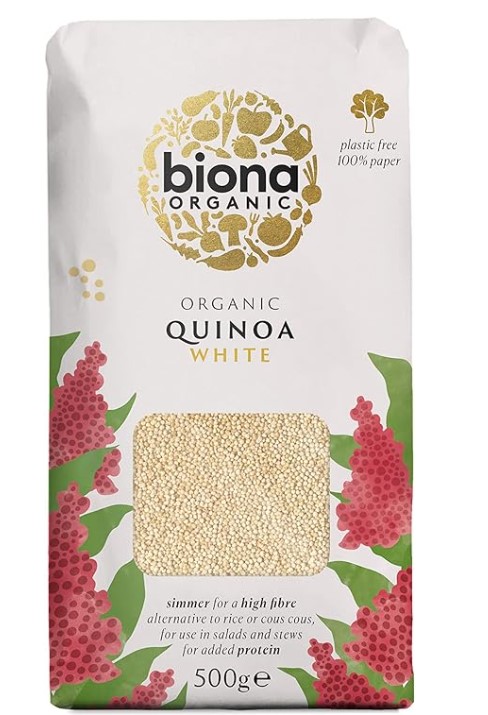 biona
ORGANIC
plastic free
100% paper
ORGANIC
QUINOA
WHITE
simmer for a high fibre
alternative to rice or cous cous,
for use in salads and stews
for added protein
500g℮